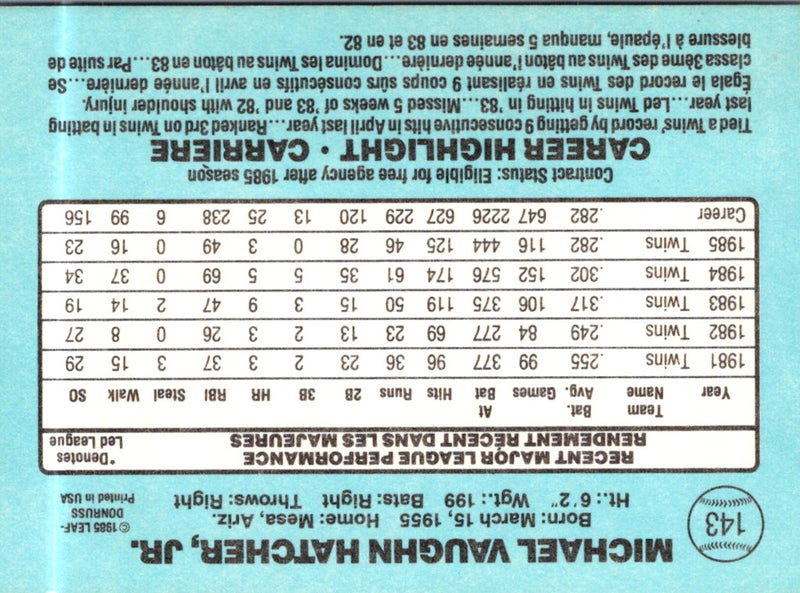 143
MICHAEL VAUGHN HATCHER, JR.
Born: March 15, 1955 Home: Mesa, Ariz.
Ht.: 6'2" Wgt.: 199 Bats: Right Throws: Right
©1985 LEAF-
DONRUSS
Printed in USA
RECENT MAJOR LEAGUE PERFORMANCE
RENDEMENT RÉCENT DANS LES MAJEURES
*Denotes
Led League
Year Team Name Bat. Avg. Games At Bat Hits Runs 2B 3B HR RBI Steal Walk SO
1981 Twins .255 99 377 96 36 23 2 3 37 3 15 29
1982 Twins .249 84 277 69 23 13 2 3 26 0 8 27
1983 Twins .317 106 375 119 50 15 3 9 47 2 14 19
1984 Twins .302 152 576 174 61 35 5 5 69 0 37 34
1985 Twins .282 116 444 125 46 28 0 3 49 0 16 23
Career .282 647 2226 627 229 120 13 25 238 6 99 156
Contract Status: Eligible for free agency after 1985 season
CAREER HIGHLIGHT • CARRIERE
Tied a Twins' record by getting 9 consecutive hits in April last year...Ranked 3rd on Twins in batting
last year...Led Twins in hitting in '83...Missed 5 weeks of '83 and '82 with shoulder injury.
Égala le record des Twins en réalisant 9 coups sûrs consécutifs en avril l'année dernière...Se
classa 3ème des Twins au bâton l'année dernière...Domina les Twins au bâton en 83...Par suite de
blessure à l'épaule, manqua 5 semaines en 83 et en 82.